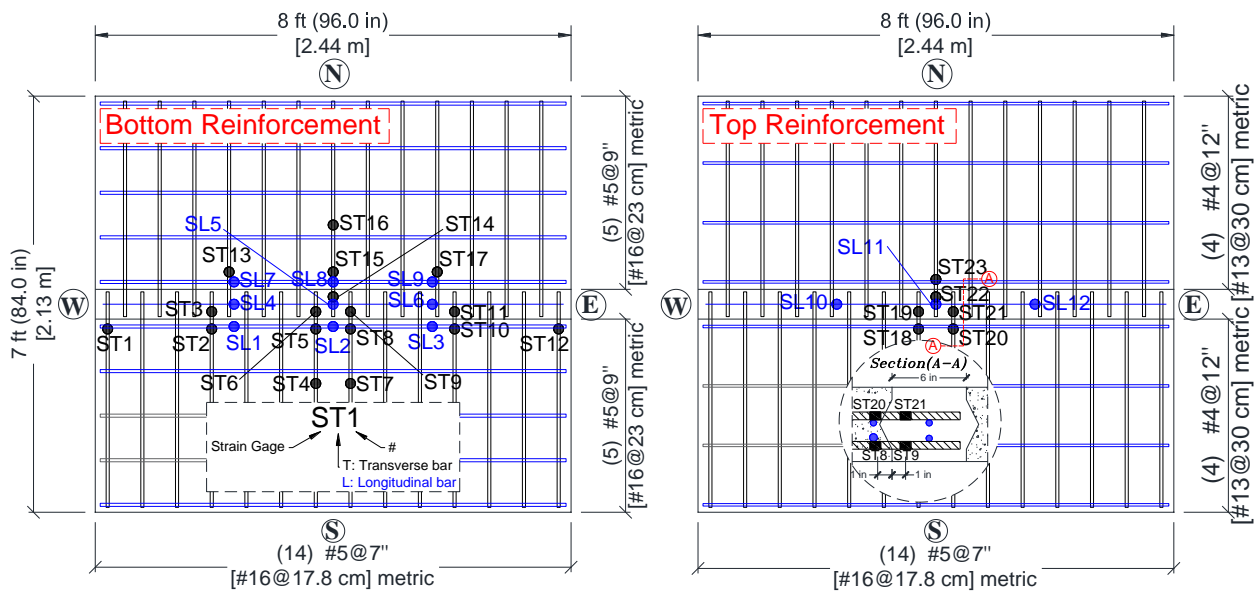 8 ft (96.0 in)
[2.44 m]
N
Bottom Reinforcement
SL5
ST16
ST14
ST13
ST15
ST17
SL7
SL8
SL9
SL4
SL6
W
E
ST3
ST11
ST1
ST2
ST5
ST8
ST10
ST12
SL1
SL2
SL3
ST6
ST4
ST7
ST9
ST1
Strain Gage
#
T: Transverse bar
L: Longitudinal bar
S
(14) #5@7"
[#16@17.8 cm] metric
7 ft (84.0 in)
[2.13 m]
(5) #5@9"
[#16@23 cm] metric
(5) #5@9"
[#16@23 cm] metric
8 ft (96.0 in)
[2.44 m]
N
Top Reinforcement
SL11
ST23
A
ST22
W
SL10
SL12
E
ST19
ST21
ST18
ST20
A
Section(A-A)
6 in
ST20
ST21
ST8
ST9
1 in
1 in
S
(14) #5@7"
[#16@17.8 cm] metric
(4) #4@12"
[#13@30 cm] metric
(4) #4@12"
[#13@30 cm] metric